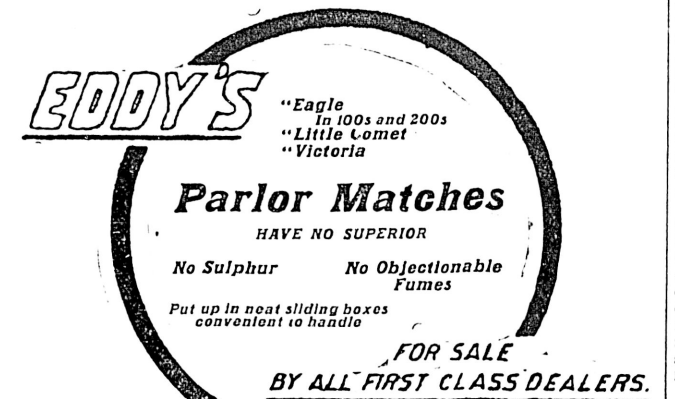 EDDY'S
"Eagle
In 100s and 200s
"Little Comet
"Victoria
Parlor Matches
HAVE NO SUPERIOR
No Sulphur No Objectionable
Fumes
Put up in neat sliding boxes
convenient to handle
FOR SALE
BY ALL FIRST CLASS DEALERS.